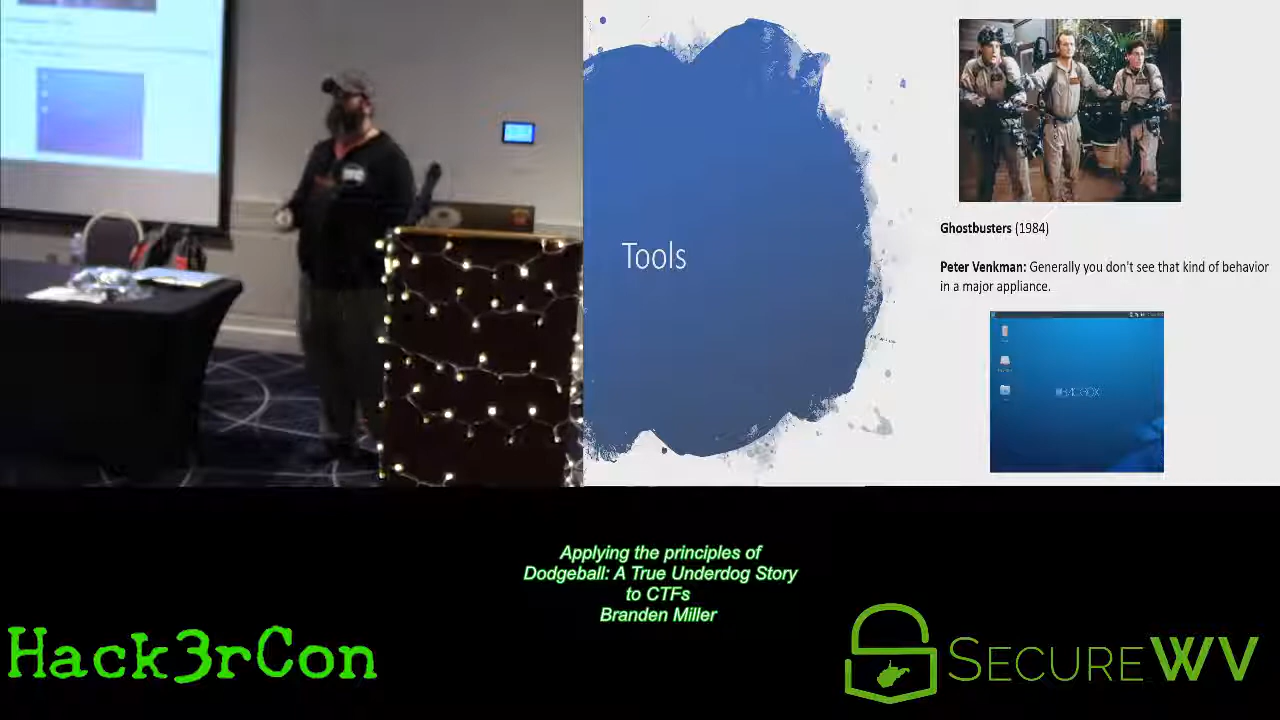 Tools
Ghostbusters (1984)
Peter Venkman: Generally you don't see that kind of behavior
in a major appliance.
BACKBOX
Applying the principles of
Dodgeball: A True Underdog Story
to CTFs
Branden Miller
Hack3rCon
SECUREWV